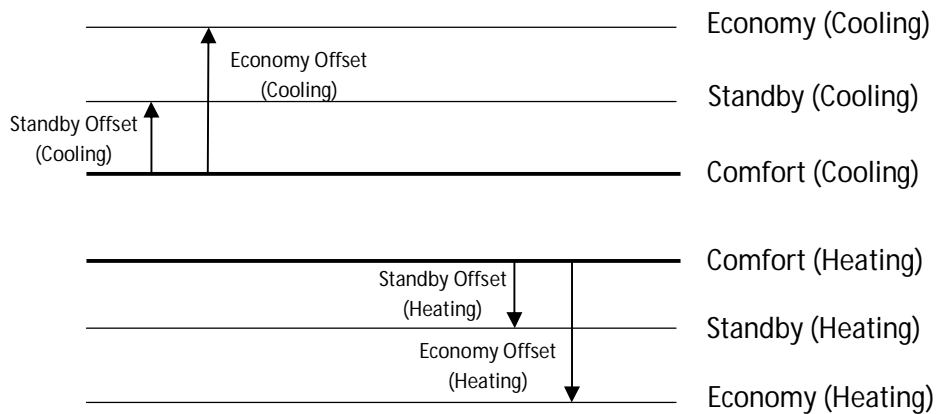 Economy (Cooling)
Economy Offset
(Cooling)
Standby (Cooling)
Standby Offset
(Cooling)
Comfort (Cooling)
Comfort (Heating)
Standby Offset
(Heating)
Standby (Heating)
Economy Offset
(Heating)
Economy (Heating)